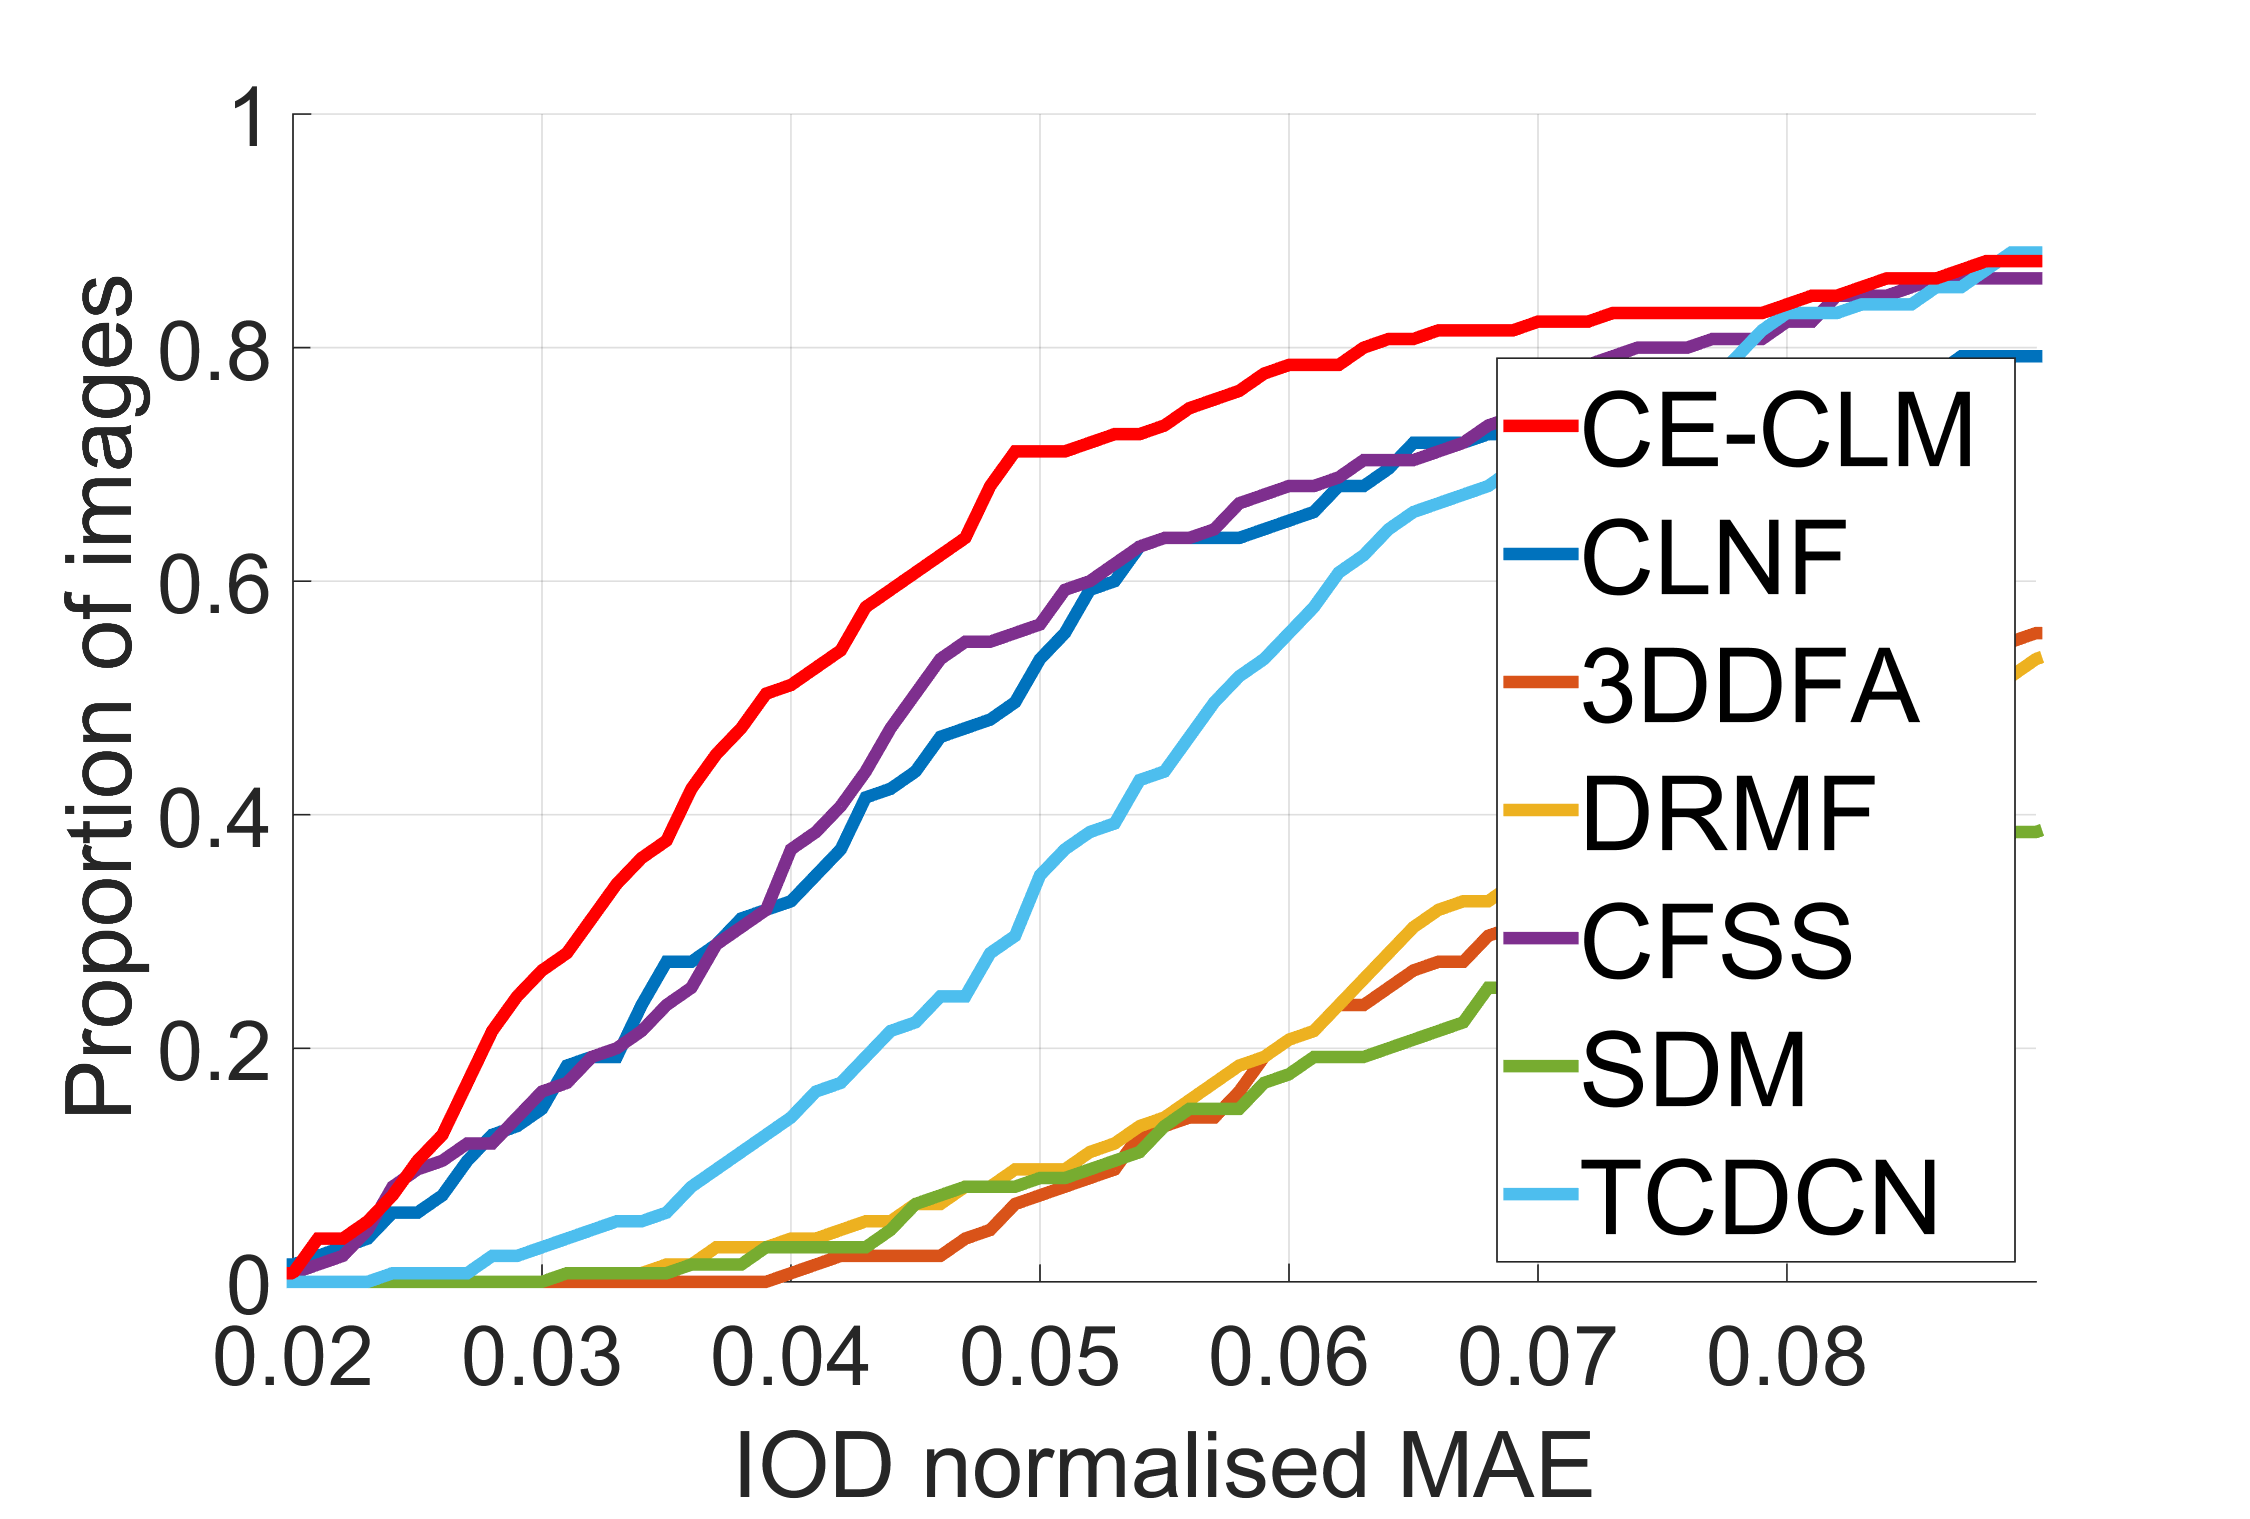 Proportion of images
1
0.8
0.6
0.4
0.2
0
0.02 0.03 0.04 0.05 0.06 0.07 0.08
IOD normalised MAE
CE-CLM
CLNF
3DDFA
DRMF
CFSS
SDM
TCDCN